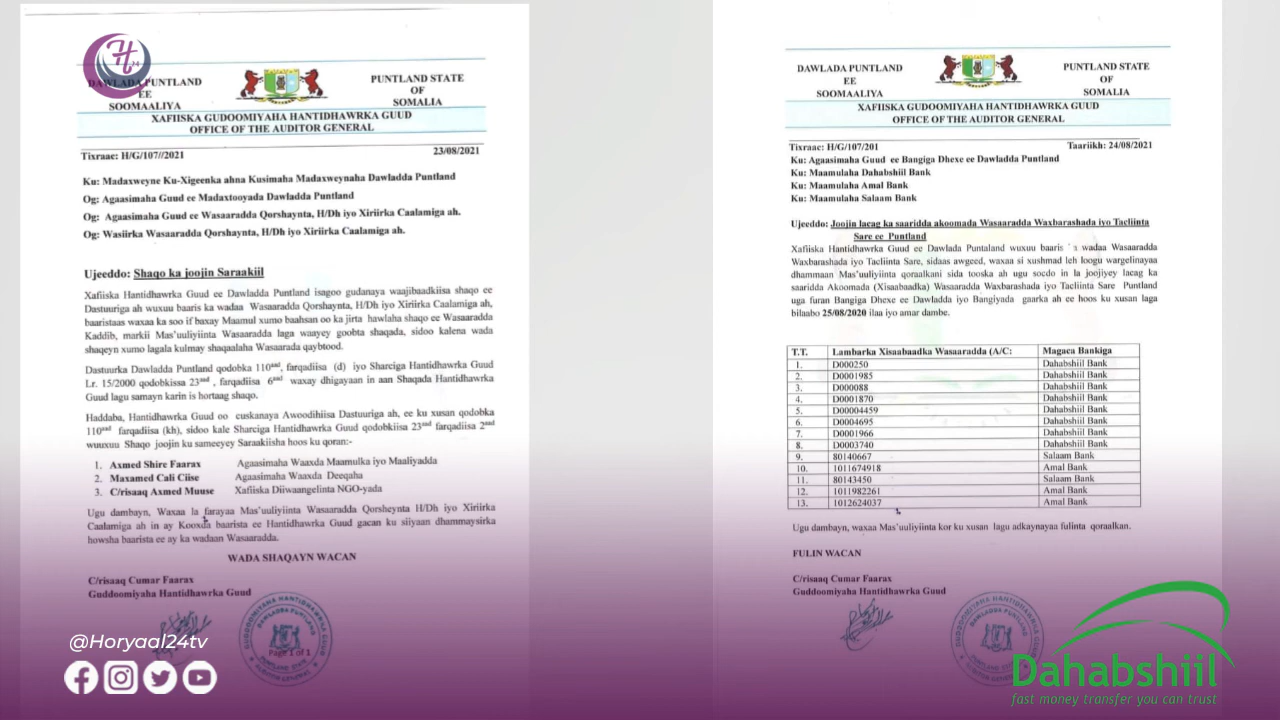 DAWLADA PUNTLAND
EE
SOOMAALIYA
PUNTLAND STATE
OF
SOMALIA
XAFIISKA GUDOOMIYAHA HANTIDHAWRKA GUUD
OFFICE OF THE AUDITOR GENERAL
Tixraac: H/G/107//2021
23/08/2021
Ku: Madaxweyne Ku-Xigeenka ahna Kusimaha Madaxweynaha Dawladda Puntland
Og: Agaasimaha Guud ee Madaxtooyada Dawladda Puntland
Og: Agaasimaha Guud ee Wasaaradda Qorshaynta, H/Dh iyo Xiriirka Caalamiga ah.
Og: Wasiirka Wasaaradda Qorshaynta, H/Dh iyo Xiriirka Caalamiga ah.
Ujeeddo: Shaqo ka joojin Saraakiil
Xafiiska Hantidhawrka Guud ee Dawladda Puntland isagoo gudanaya waajibaadkiisa shaqo ee
Dastuuriga ah wuxuu baaris ka wadaa Wasaaradda Qorshaynta, H/Dh iyo Xiriirka Caalamiga ah,
baaristaas waxaa ka soo if baxay Maamul xumo baahsan oo ka jirta hawlaha shaqo ee Wasaaradda
Kaddib, markii Mas'uuliyiinta Wasaaradda laga waayey goobta shaqada, sidoo kalena wada
shaqeyn xumo lagala kulmay shaqaalaha Wasaarada qaybtood.
Dastuurka Dawladda Puntland qodobka 110aad, farqadiisa (d) iyo Sharciga Hantidhawrka Guud
Lr. 15/2000 qodobkissa 23aad, farqadiisa 6aad waxay dhigayaan in aan Shaqada Hantidhawrka
Guud lagu samayn karin is hortaag shaqo.
Haddaba, Hantidhawrka Guud oo cuskanaya Awoodihiisa Dastuuriga ah, ee ku xusan qodobka
110aad farqadiisa (kh), sidoo kale Sharciga Hantidhawrka Guud qodobkiisa 23aad farqadiisa 2aad
wuuxuu Shaqo joojin ku sameeyey Saraakiisha hoos ku qoran:-
1. Axmed Shire Faarax Agaasimaha Waaxda Maamulka iyo Maaliyadda
2. Maxamed Cali Ciise Agaasimaha Waaxda Deeqaha
3. C/risaaq Axmed Muuse Xafiiska Diiwaangelinta NGO-yada
Ugu dambayn, Waxaa la farayaa Mas'uuliyiinta Wasaaradda Qorsheynta H/Dh iyo Xiriirka
Caalamiga ah in ay Kooxda baarista ee Hantidhawrka Guud gacan ku siiyaan dhammaysirka
howsha baarista ee ay ka wadaan Wasaaradda.
WADA SHAQAYN WACAN
C/risaaq Cumar Faarax
Guddoomiyaha Hantidhawrka Guud
Page 1 of 1
@Horyaal24tv
DAWLADA PUNTLAND
EE
SOOMAALIYA
PUNTLAND STATE
OF
SOMALIA
XAFIISKA GUDOOMIYAHA HANTIDHAWRKA GUUD
OFFICE OF THE AUDITOR GENERAL
Tixraac: H/G/107/201
Taariikh: 24/08/2021
Ku: Agaasimaha Guud ee Bangiga Dhexe ee Dawladda Puntland
Ku: Maamulaha Dahabshiil Bank
Ku: Maamulaha Amal Bank
Ku: Maamulaha Salaam Bank
Ujeeddo: Joojin lacag ka saaridda akoomada Wasaaradda Waxbarashada iyo Tacliinta
Sare ee Puntland
Xafiiska Hantidhawrka Guud ee Dawlada Puntaland wuxuu baaris wadaa Wasaaradda
Waxbarashada iyo Tacliinta Sare, sidaas awgeed, waxaa si xushmad leh loogu wargelinayaa
dhammaan Mas'uuliyiinta qoraalkani sida tooska ah ugu socdo in la joojiyey lacag ka
saaridda Akoomada (Xisaabaadka) Wasaaradda Waxbarashada iyo Tacliinta Sare Puntland
uga furan Bangiga Dhexe ee Dawladda iyo Bangiyada gaarka ah ee hoos ku xusan laga
bilaabo 25/08/2020 ilaa iyo amar dambe.
T.T. Lambarka Xisaabaadka Wasaaradda (A/C: Magaca Bankiga
1. D000250 Dahabshiil Bank
2. D0001985 Dahabshiil Bank
3. D000088 Dahabshiil Bank
4. D0001870 Dahabshiil Bank
5. D00004459 Dahabshiil Bank
6. D0004695 Dahabshiil Bank
7. D0001966 Dahabshiil Bank
8. D0003740 Dahabshiil Bank
9. 80140667 Salaam Bank
10. 1011674918 Amal Bank
11. 80143450 Salaam Bank
12. 1011982261 Amal Bank
13. 1012624037 Amal Bank
Ugu dambayn, waxaa Mas'uuliyiinta kor ku xusan lagu adkaynayaa fulinta qoraalkan.
FULIN WACAN
C/risaaq Cumar Faarax
Guddoomiyaha Hantidhawrka Guud
Dahabshiil
fast money transfer you can trust